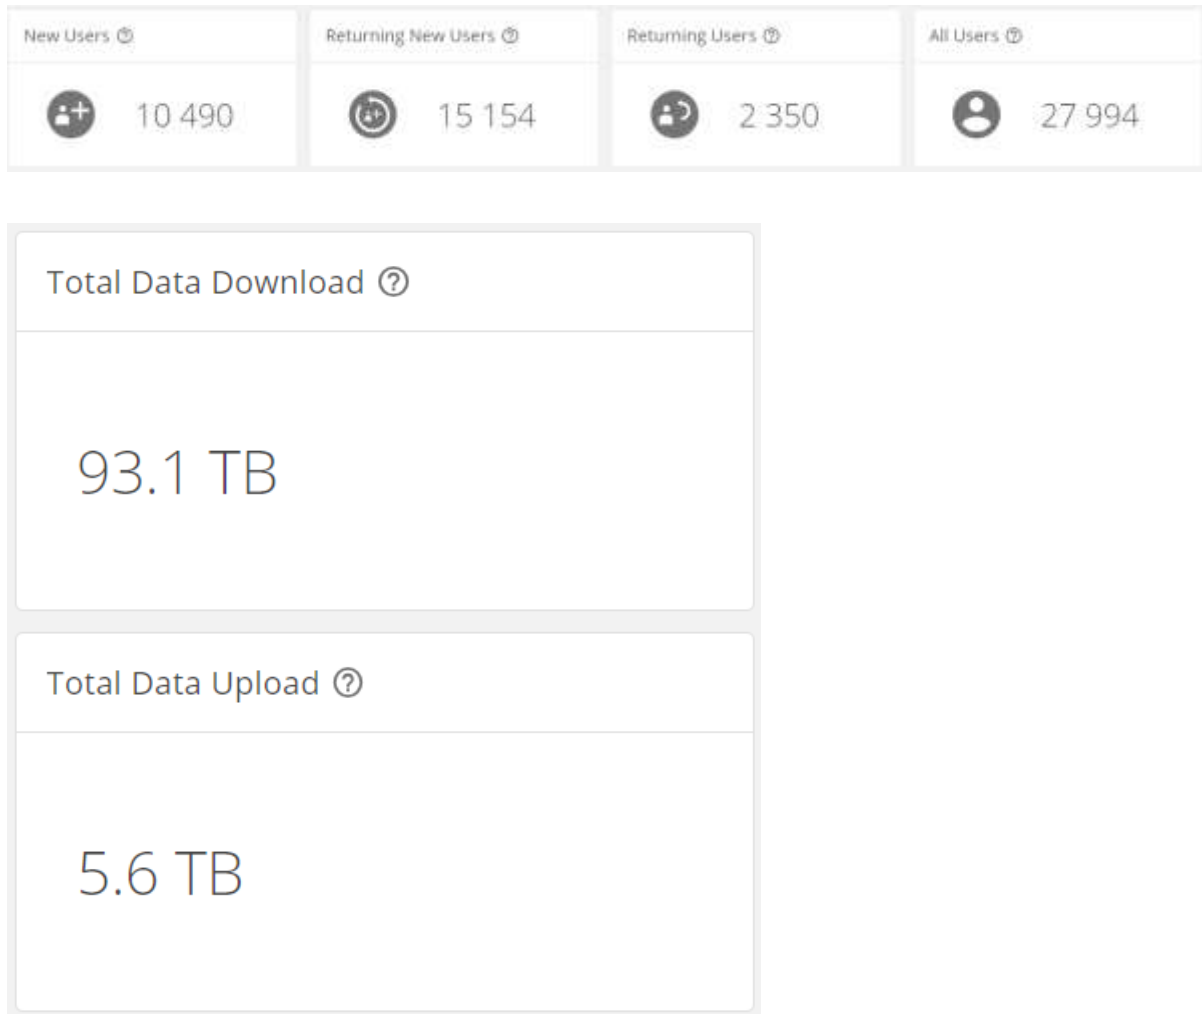 New Users
Returning New Users
Returning Users
All Users
10 490
15 154
2 350
27 994
Total Data Download
93.1 TB
Total Data Upload
5.6 TB